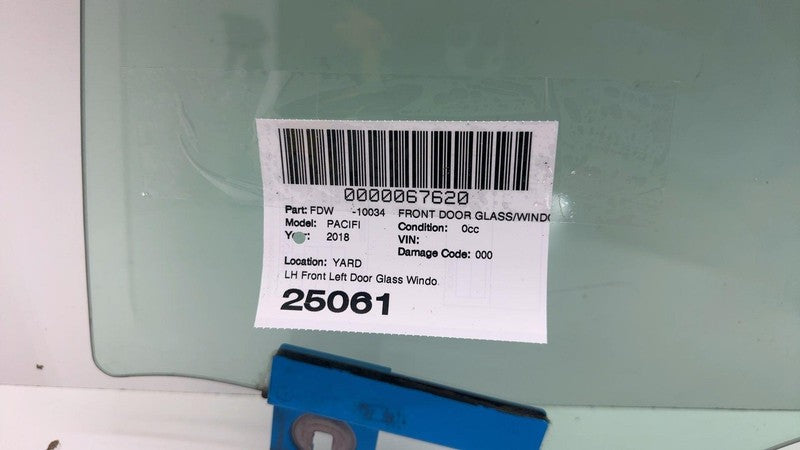 0000067620
Part: FDW -10034 FRONT DOOR GLASS/WINDO
Model: PACIFI Condition: 0cc
Year: 2018 VIN:
Damage Code: 000
Location: YARD
LH Front Left Door Glass Windo
25061